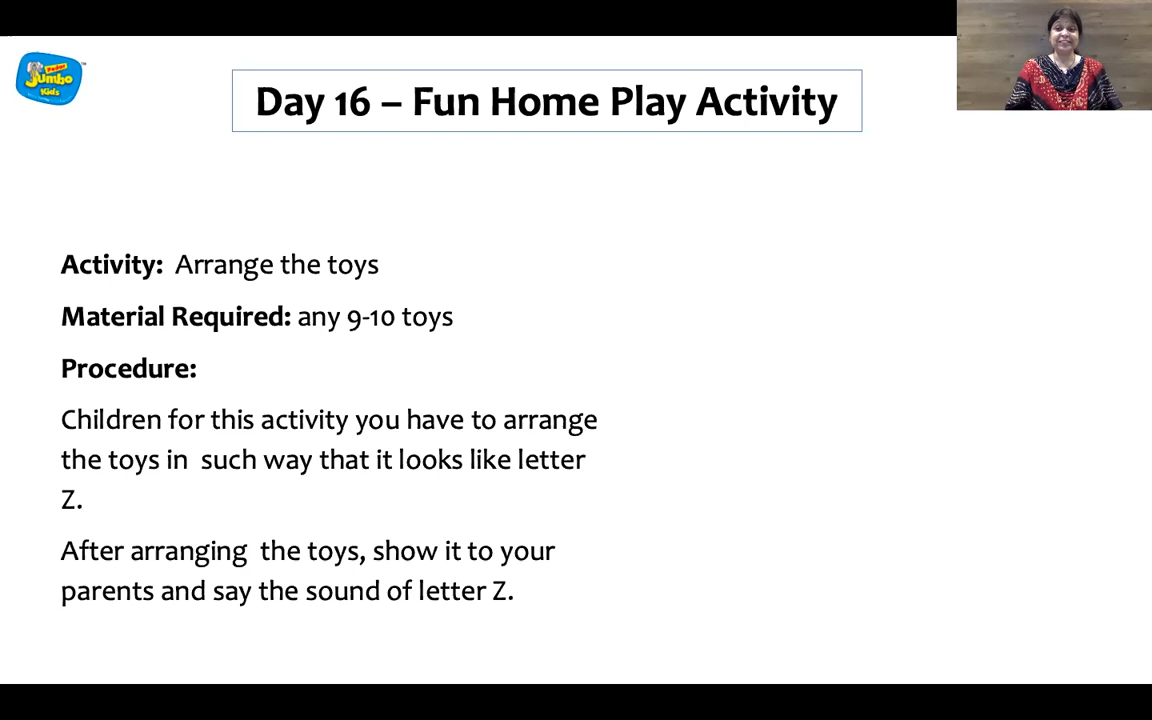 Podar
Jumbo
Kids
TM
Day 16 – Fun Home Play Activity
Activity: Arrange the toys
Material Required: any 9-10 toys
Procedure:
Children for this activity you have to arrange
the toys in such way that it looks like letter
Z.
After arranging the toys, show it to your
parents and say the sound of letter Z.